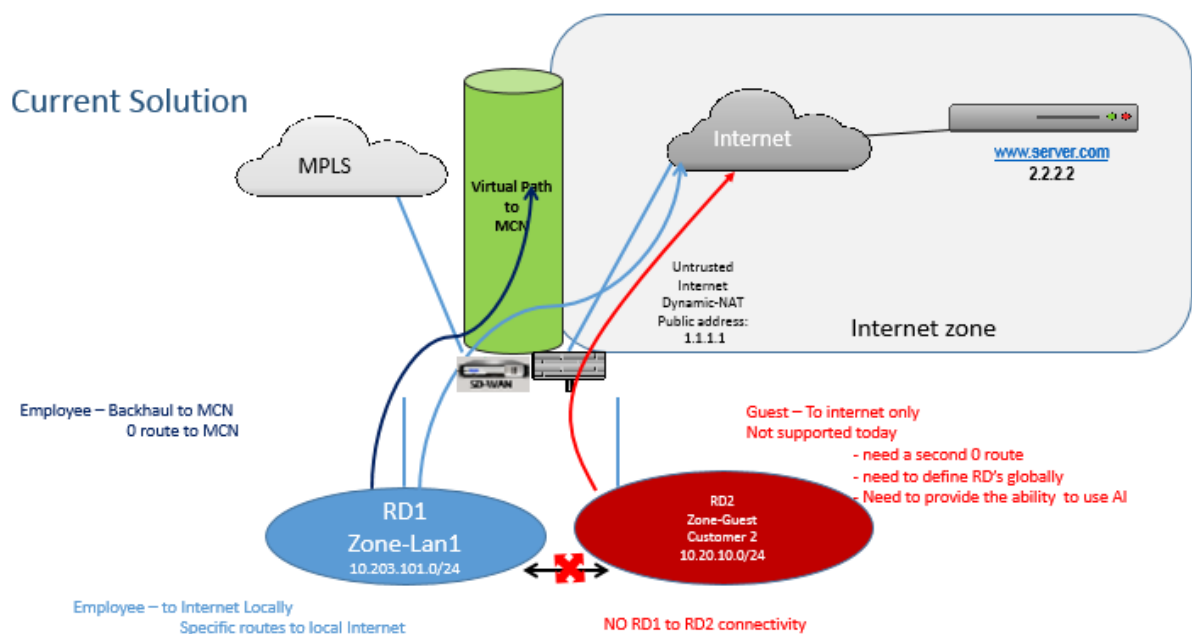 Current Solution
MPLS
Virtual Path
to
MCN
Internet
www.server.com
2.2.2.2
Untrusted
Internet
Dynamic-NAT
Public address:
1.1.1.1
Internet zone
SD-WAN
Employee – Backhaul to MCN
0 route to MCN
Guest – To internet only
Not supported today
- need a second 0 route
- need to define RD's globally
- Need to provide the ability to use AI
RD1
Zone-Lan1
10.203.101.0/24
RD2
Zone-Guest
Customer 2
10.20.10.0/24
Employee – to Internet Locally
Specific routes to local Internet
NO RD1 to RD2 connectivity